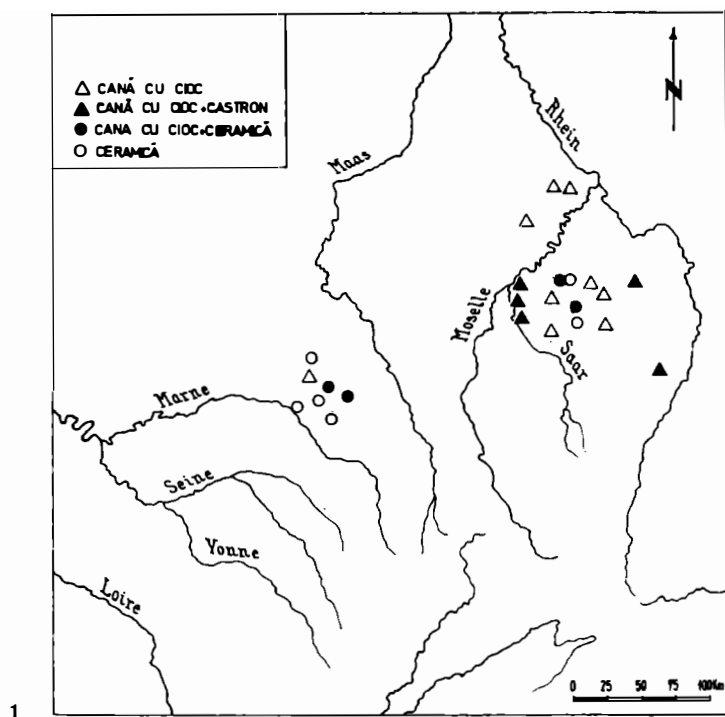 CANĂ CU CIOC
CANĂ CU CIOC+CASTRON
CANA CU CIOC+CERAMICĂ
CERAMICĂ
N
Rhein
Maas
Moselle
Saar
Marne
Seine
Yonne
Loire
0 25 50 75 100Km
1